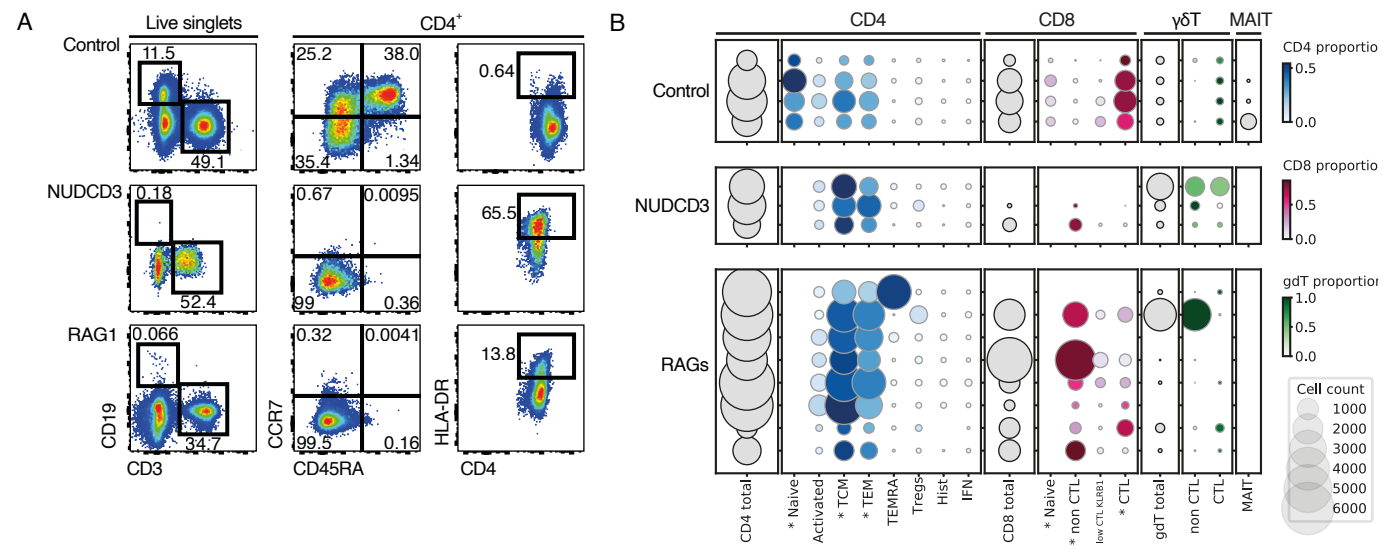 A
Live singlets
CD4+
Control
11.5
49.1
25.2
38.0
35.4
1.34
0.64
NUDCD3
0.18
52.4
0.67
0.0095
99
0.36
65.5
RAG1
0.066
34.7
0.32
0.0041
99.5
0.16
13.8
CD19
CD3
CCR7
CD45RA
HLA-DR
CD4
B
CD4
CD8
γδT
MAIT
Control
NUDCD3
RAGs
CD4 total
* Naive
Activated
* TCM
* TEM
TEMRA
Tregs
Hist
IFN
CD8 total
* Naive
* non CTL
low CTL KLRB1
* CTL
gdT total
non CTL
CTL
MAIT
CD4 proportio
0.5
0.0
CD8 proportio
0.5
0.0
gdT proportion
1.0
0.5
0.0
Cell count
1000
2000
3000
4000
5000
6000